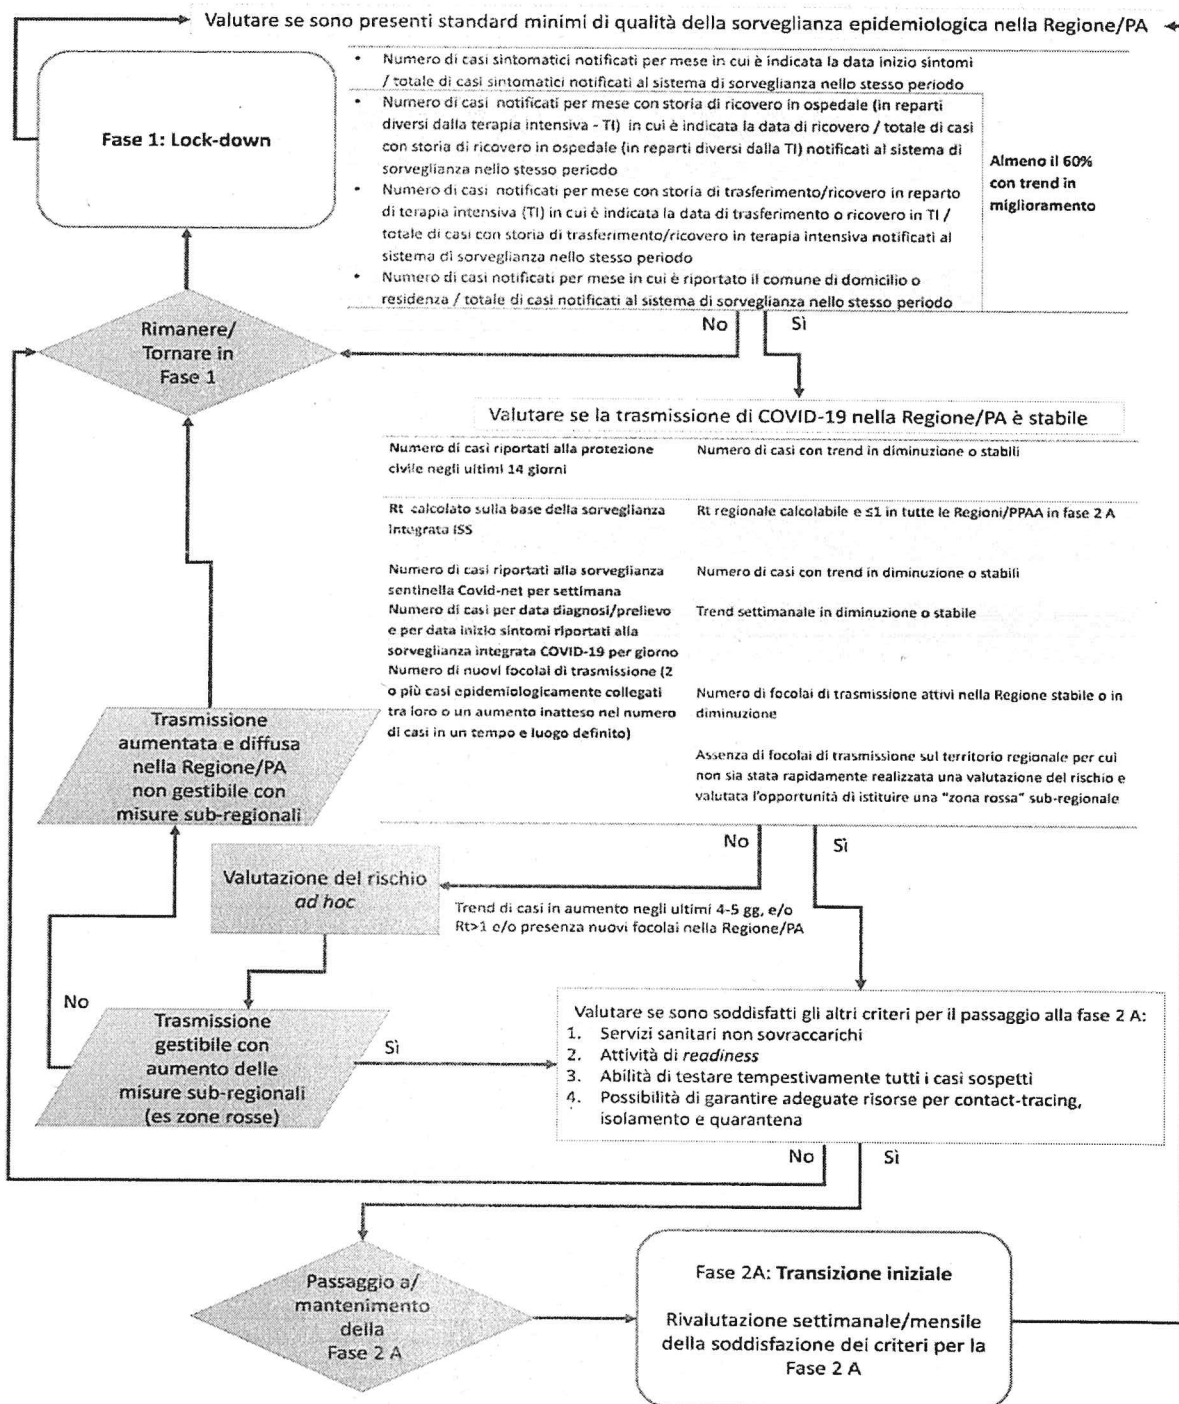 Valutare se sono presenti standard minimi di qualità della sorveglianza epidemiologica nella Regione/PA
Fase 1: Lock-down
• Numero di casi sintomatici notificati per mese in cui è indicata la data inizio sintomi
/ totale di casi sintomatici notificati al sistema di sorveglianza nello stesso periodo
• Numero di casi notificati per mese con storia di ricovero in ospedale (in reparti
diversi dalla terapia intensiva - TI) in cui è indicata la data di ricovero / totale di casi
con storia di ricovero in ospedale (in reparti diversi dalla TI) notificati al sistema di
sorveglianza nello stesso periodo
• Numero di casi notificati per mese con storia di trasferimento/ricovero in reparto
di terapia intensiva (TI) in cui è indicata la data di trasferimento o ricovero in TI /
totale di casi con storia di trasferimento/ricovero in terapia intensiva notificati al
sistema di sorveglianza nello stesso periodo
• Numero di casi notificati per mese in cui è riportato il comune di domicilio o
residenza / totale di casi notificati al sistema di sorveglianza nello stesso periodo
Almeno il 60%
con trend in
miglioramento
No
Sì
Rimanere/
Tornare in
Fase 1
Valutare se la trasmissione di COVID-19 nella Regione/PA è stabile
Numero di casi riportati alla protezione
civile negli ultimi 14 giorni
Numero di casi con trend in diminuzione o stabili
Rt calcolato sulla base della sorveglianza
integrata ISS
Rt regionale calcolabile e ≤1 in tutte le Regioni/PPAA in fase 2 A
Numero di casi riportati alla sorveglianza
sentinella Covid-net per settimana
Numero di casi con trend in diminuzione o stabili
Numero di casi per data diagnosi/prelievo
e per data inizio sintomi riportati alla
sorveglianza integrata COVID-19 per giorno
Trend settimanale in diminuzione o stabile
Numero di nuovi focolai di trasmissione (2
o più casi epidemiologicamente collegati
tra loro o un aumento inatteso nel numero
di casi in un tempo e luogo definito)
Numero di focolai di trasmissione attivi nella Regione stabile o in
diminuzione
Assenza di focolai di trasmissione sul territorio regionale per cui
non sia stata rapidamente realizzata una valutazione del rischio e
valutata l'opportunità di istituire una "zona rossa" sub-regionale
Trasmissione
aumentata e diffusa
nella Regione/PA
non gestibile con
misure sub-regionali
No
Sì
Valutazione del rischio
ad hoc
Trend di casi in aumento negli ultimi 4-5 gg, e/o
Rt>1 e/o presenza nuovi focolai nella Regione/PA
No
Trasmissione
gestibile con
aumento delle
misure sub-regionali
(es zone rosse)
Sì
Valutare se sono soddisfatti gli altri criteri per il passaggio alla fase 2 A:
1. Servizi sanitari non sovraccarichi
2. Attività di readiness
3. Abilità di testare tempestivamente tutti i casi sospetti
4. Possibilità di garantire adeguate risorse per contact-tracing,
isolamento e quarantena
No
Sì
Passaggio a/
mantenimento
della
Fase 2 A
Fase 2A: Transizione iniziale
Rivalutazione settimanale/mensile
della soddisfazione dei criteri per la
Fase 2 A